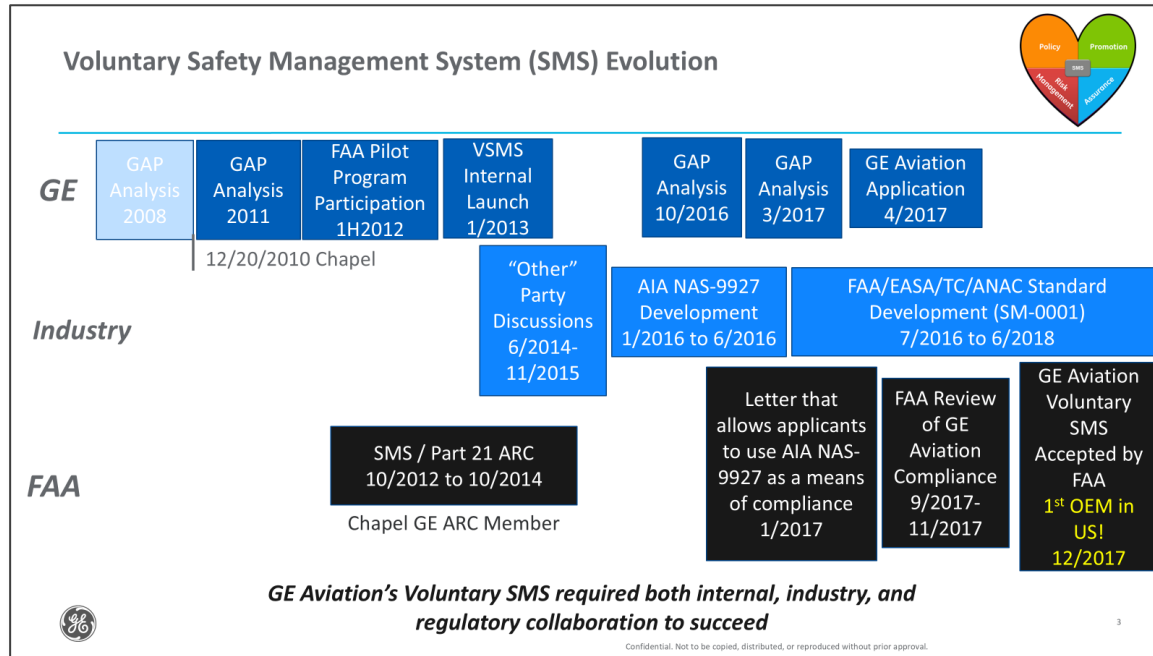 Voluntary Safety Management System (SMS) Evolution
Policy
Promotion
SMS
Risk
Management
Assurance
GE
GAP
Analysis
2008
GAP
Analysis
2011
FAA Pilot
Program
Participation
1H2012
VSMS
Internal
Launch
1/2013
GAP
Analysis
10/2016
GAP
Analysis
3/2017
GE Aviation
Application
4/2017
12/20/2010 Chapel
Industry
“Other”
Party
Discussions
6/2014-
11/2015
AIA NAS-9927
Development
1/2016 to 6/2016
FAA/EASA/TC/ANAC Standard
Development (SM-0001)
7/2016 to 6/2018
FAA
SMS / Part 21 ARC
10/2012 to 10/2014
Chapel GE ARC Member
Letter that
allows applicants
to use AIA NAS-
9927 as a means
of compliance
1/2017
FAA Review
of GE
Aviation
Compliance
9/2017-
11/2017
GE Aviation
Voluntary
SMS
Accepted by
FAA
1st OEM in
US!
12/2017
GE Aviation’s Voluntary SMS required both internal, industry, and
regulatory collaboration to succeed
GE
3
Confidential. Not to be copied, distributed, or reproduced without prior approval.